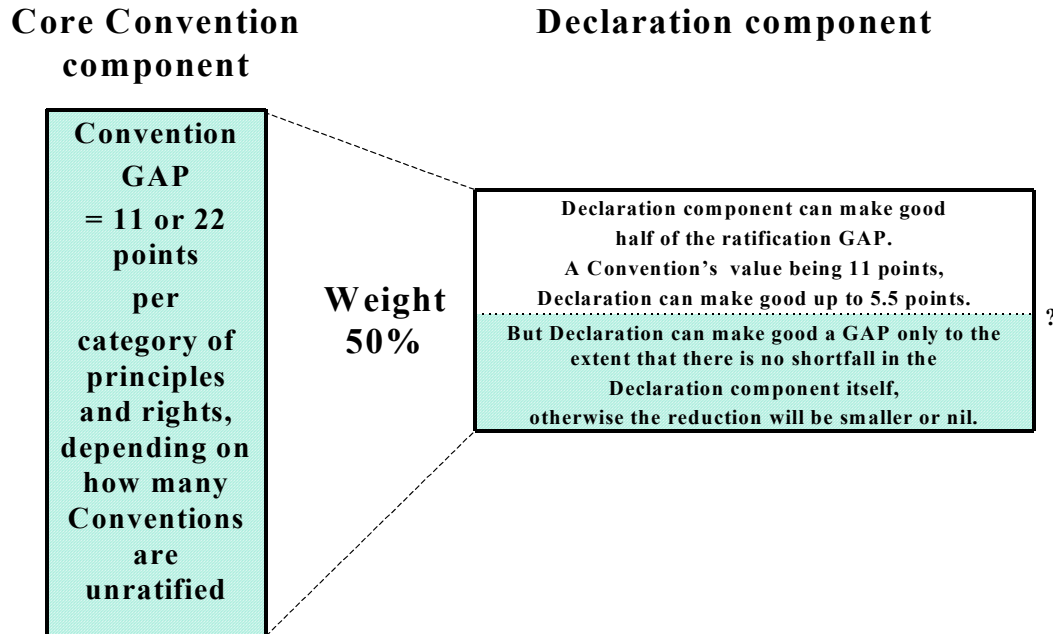 Core Convention
component
Declaration component
Convention
GAP
= 11 or 22
points
per
category of
principles
and rights,
depending on
how many
Conventions
are
unratified
Weight
50%
Declaration component can make good
half of the ratification GAP.
A Convention’s value being 11 points,
Declaration can make good up to 5.5 points.
But Declaration can make good a GAP only to the
extent that there is no shortfall in the
Declaration component itself,
otherwise the reduction will be smaller or nil.
?